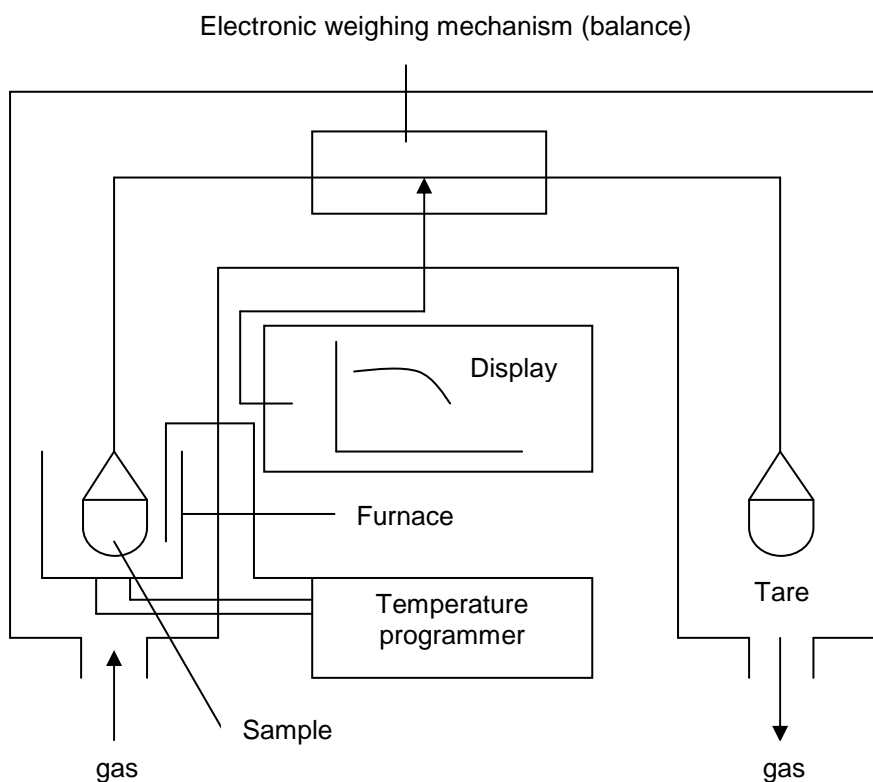 Electronic weighing mechanism (balance)
Display
Furnace
Tare
Temperature
programmer
Sample
gas
gas